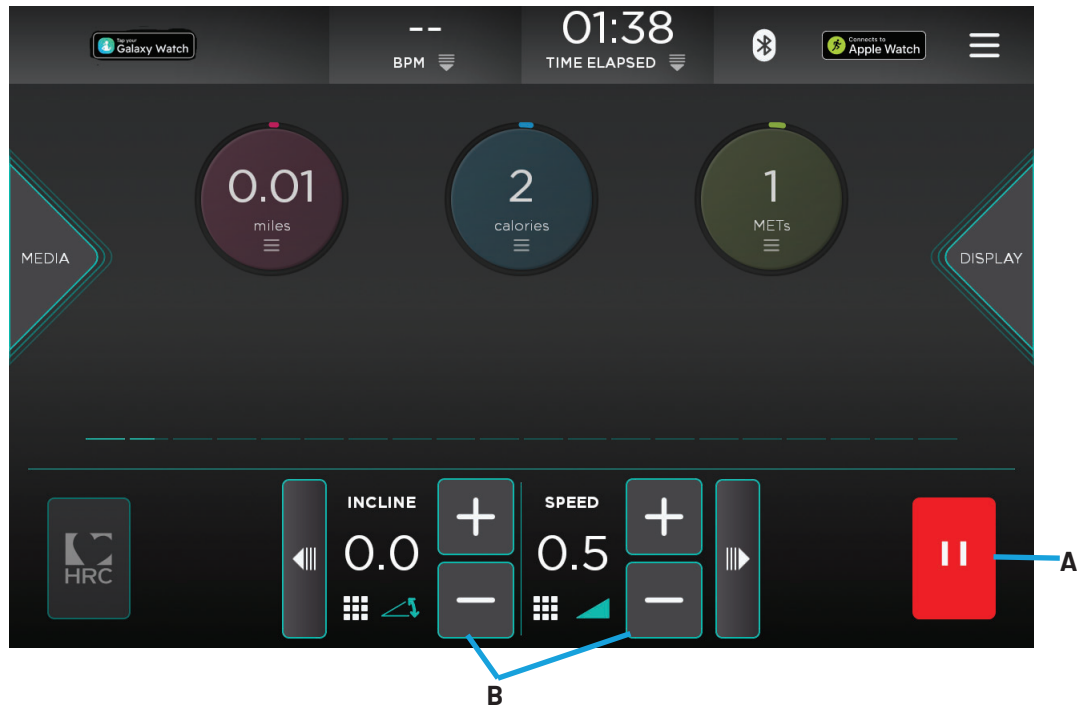 Tap your
Galaxy Watch
--
BPM
01:38
TIME ELAPSED
Connects to
Apple Watch
0.01
miles
2
calories
1
METs
MEDIA
DISPLAY
HRC
INCLINE
0.0
+
−
SPEED
0.5
+
−
A
B